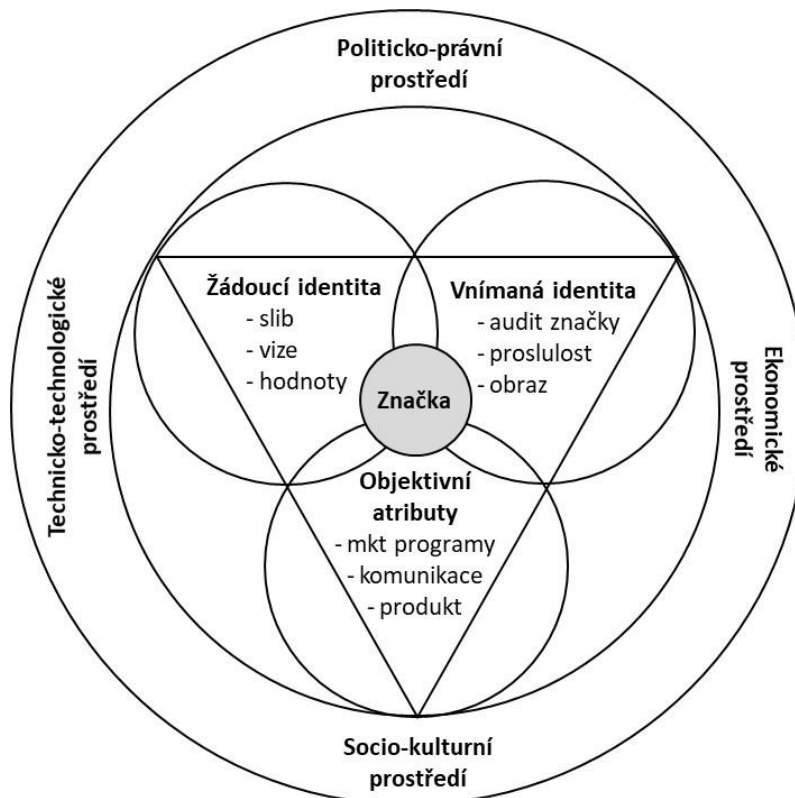 Politicko-právní
prostředí
Technicko-technologické
prostředí
Žádoucí identita
- slib
- vize
- hodnoty
Vnímaná identita
- audit značky
- proslulost
- obraz
Značka
Objektivní
atributy
- mkt programy
- komunikace
- produkt
Ekonomické
prostředí
Socio-kulturní
prostředí